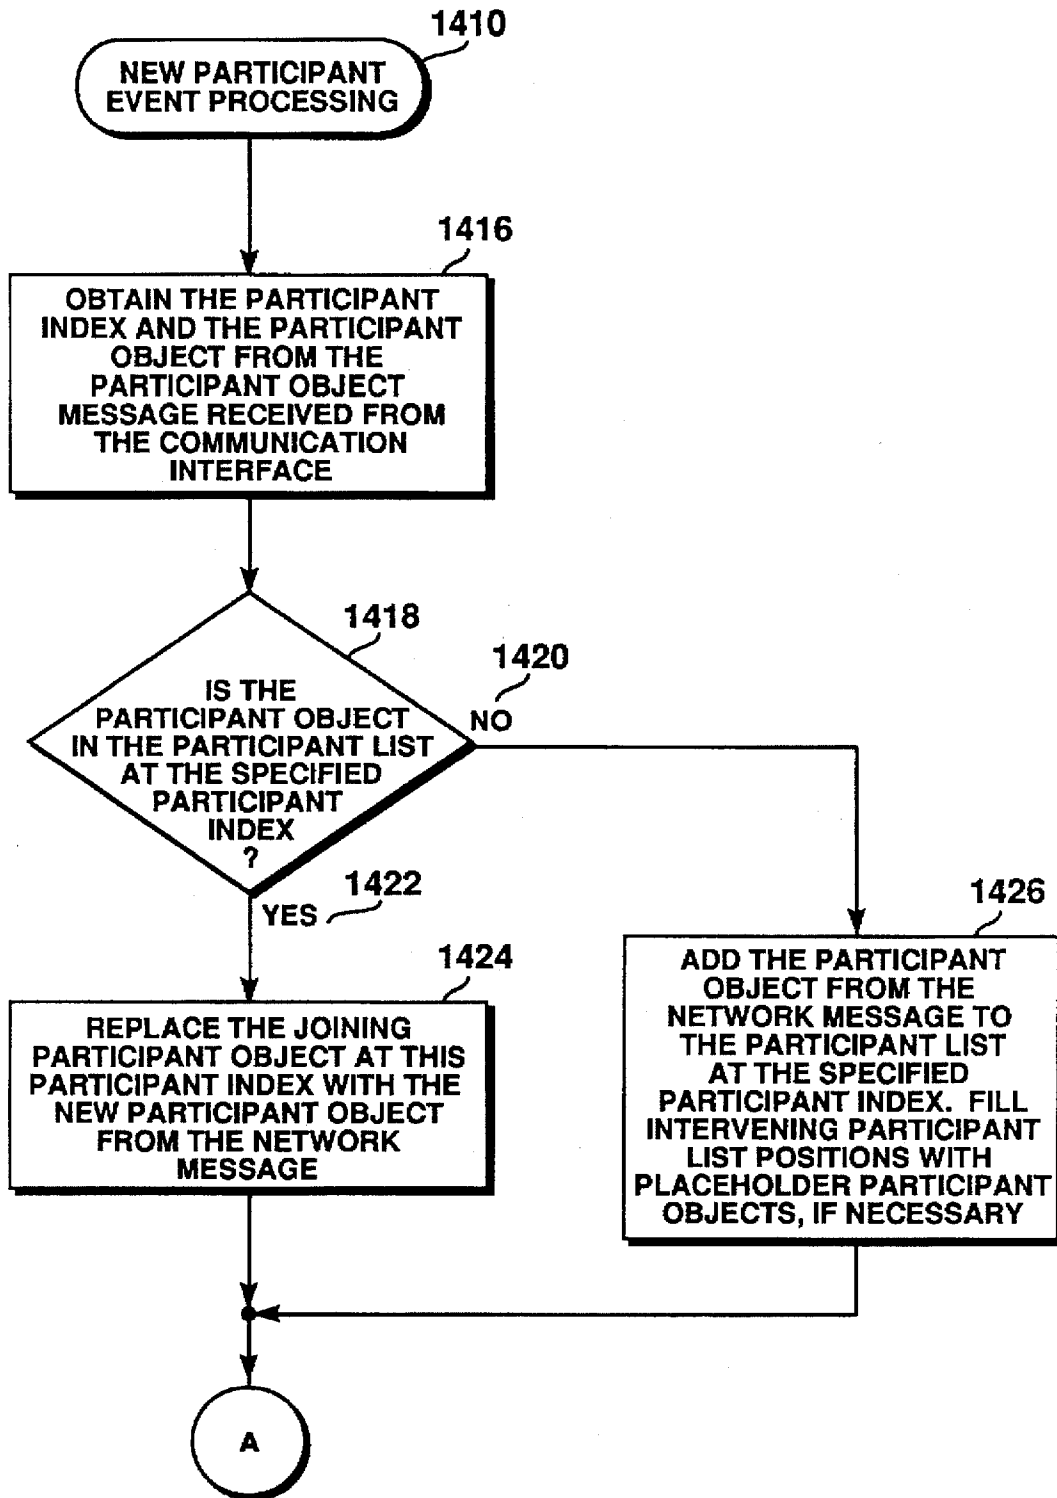 1410
NEW PARTICIPANT
EVENT PROCESSING
1416
OBTAIN THE PARTICIPANT
INDEX AND THE PARTICIPANT
OBJECT FROM THE
PARTICIPANT OBJECT
MESSAGE RECEIVED FROM
THE COMMUNICATION
INTERFACE
1418
IS THE
PARTICIPANT OBJECT
IN THE PARTICIPANT LIST
AT THE SPECIFIED
PARTICIPANT
INDEX
?
1420
NO
1422
YES
1424
REPLACE THE JOINING
PARTICIPANT OBJECT AT THIS
PARTICIPANT INDEX WITH THE
NEW PARTICIPANT OBJECT
FROM THE NETWORK
MESSAGE
1426
ADD THE PARTICIPANT
OBJECT FROM THE
NETWORK MESSAGE TO
THE PARTICIPANT LIST
AT THE SPECIFIED
PARTICIPANT INDEX. FILL
INTERVENING PARTICIPANT
LIST POSITIONS WITH
PLACEHOLDER PARTICIPANT
OBJECTS, IF NECESSARY
A